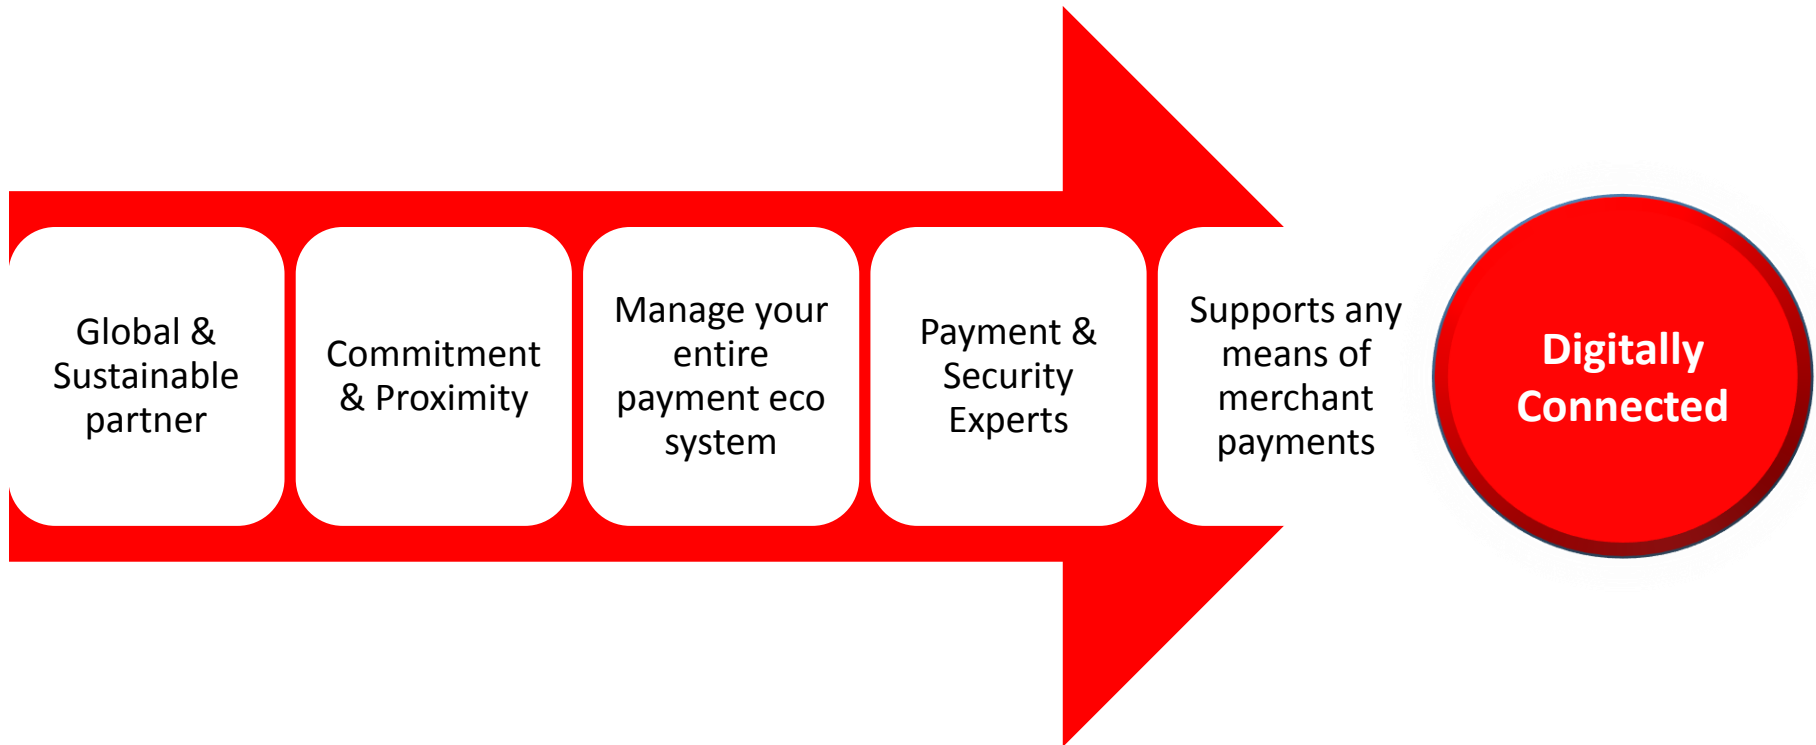 Global &
Sustainable
partner
Commitment
& Proximity
Manage your
entire
payment eco
system
Payment &
Security
Experts
Supports any
means of
merchant
payments
Digitally
Connected